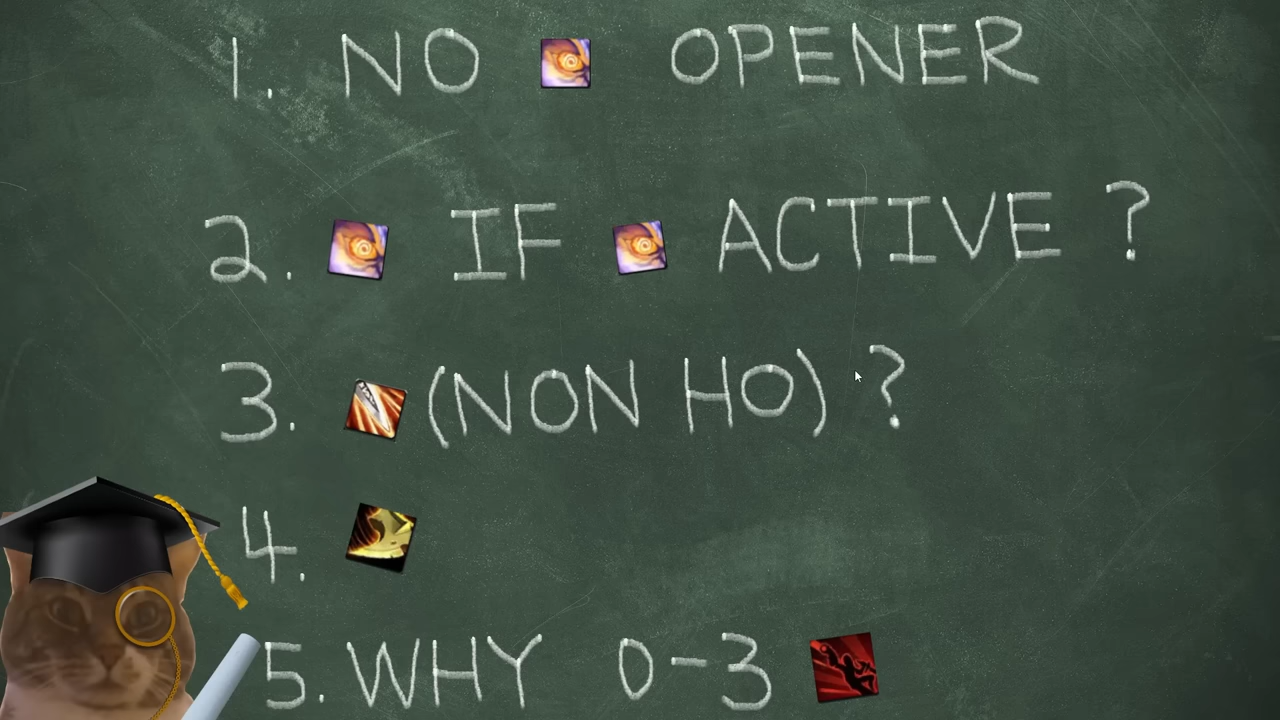 1. NO OPENER
2. IF ACTIVE ?
3. (NON HO) ?
4.
5. WHY 0-3